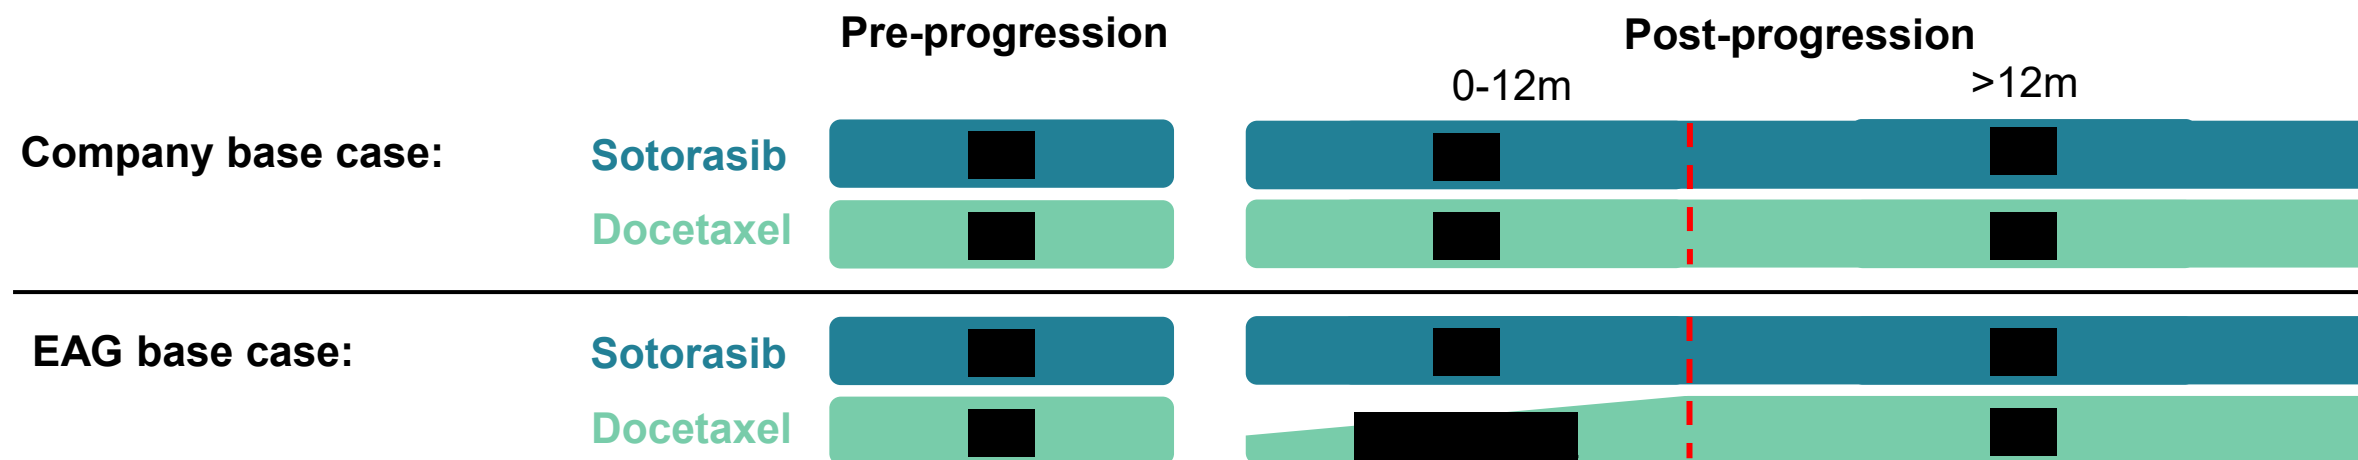 Pre-progression
Post-progression
0-12m
>12m
Company base case:
Sotorasib
Docetaxel
EAG base case:
Sotorasib
Docetaxel